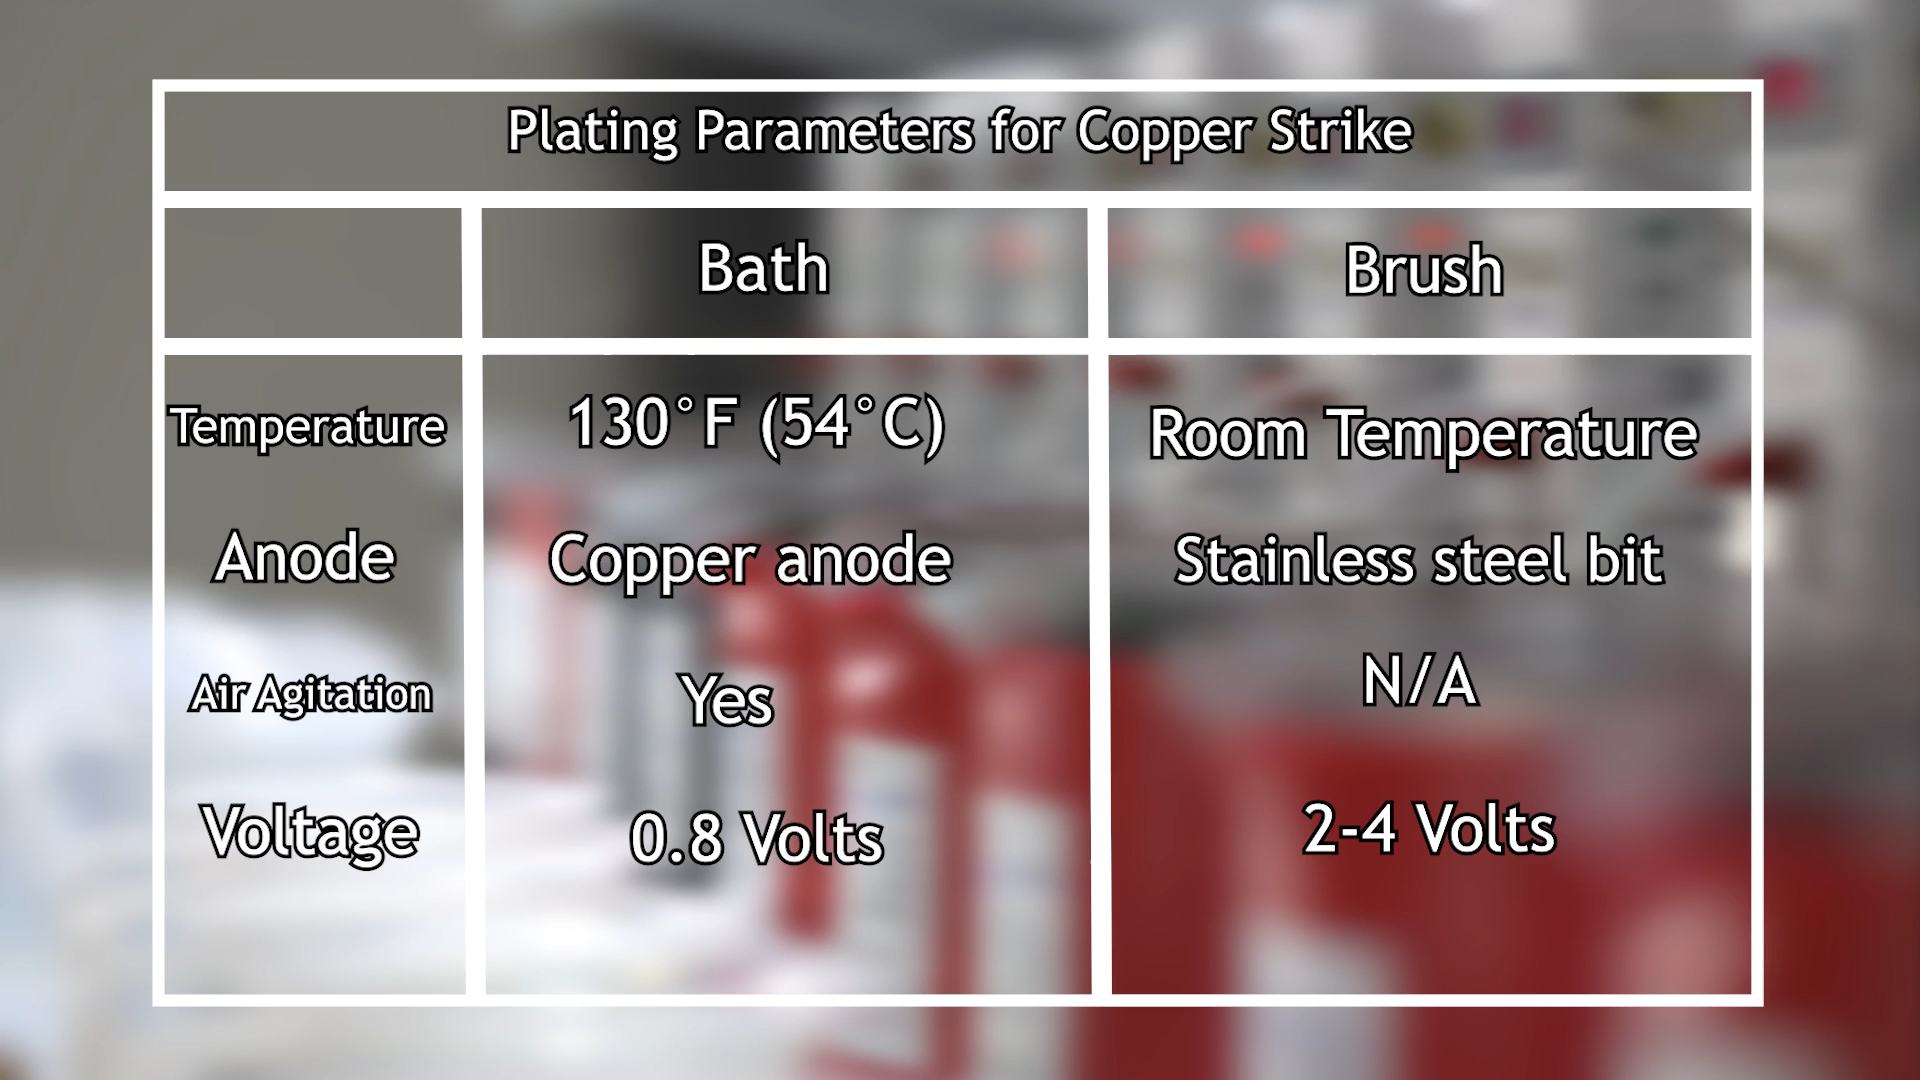 Plating Parameters for Copper Strike
Bath Brush
Temperature 130°F (54°C) Room Temperature
Anode Copper anode Stainless steel bit
Air Agitation Yes N/A
Voltage 0.8 Volts 2-4 Volts